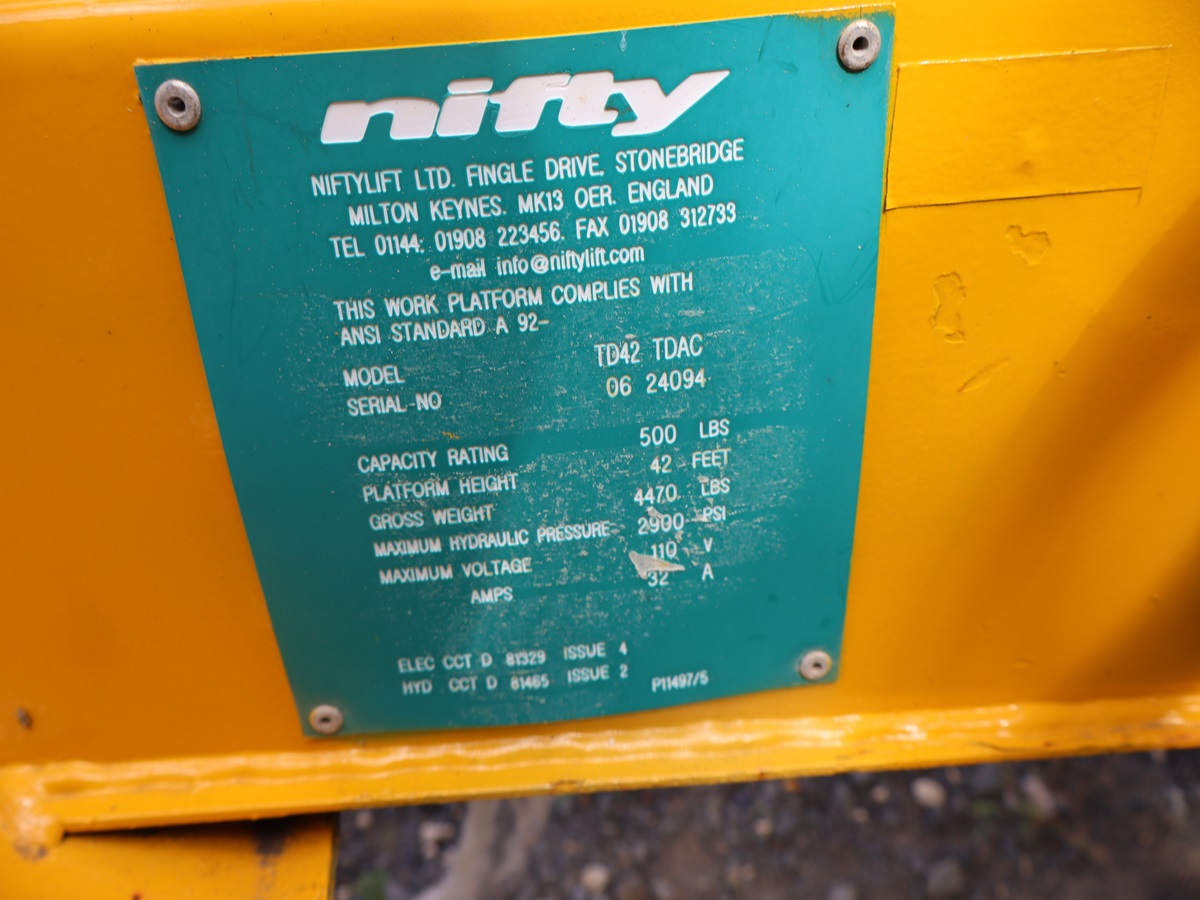 nifty
NIFTYLIFT LTD. FINGLE DRIVE, STONEBRIDGE
MILTON KEYNES. MK13 OER. ENGLAND
TEL 01144: 01908 223456. FAX 01908 312733
e-mail info@niftylift.com
THIS WORK PLATFORM COMPLIES WITH
ANSI STANDARD A 92-
MODEL TD42 TDAC
SERIAL NO 06 24094
CAPACITY RATING 500 LBS
PLATFORM HEIGHT 42 FEET
GROSS WEIGHT 4470 LBS
MAXIMUM HYDRAULIC PRESSURE 2900 PSI
MAXIMUM VOLTAGE 110 V
AMPS 32 A
ELEC CCT D 81329 ISSUE 4
HYD CCT D 81465 ISSUE 2 P11497/5